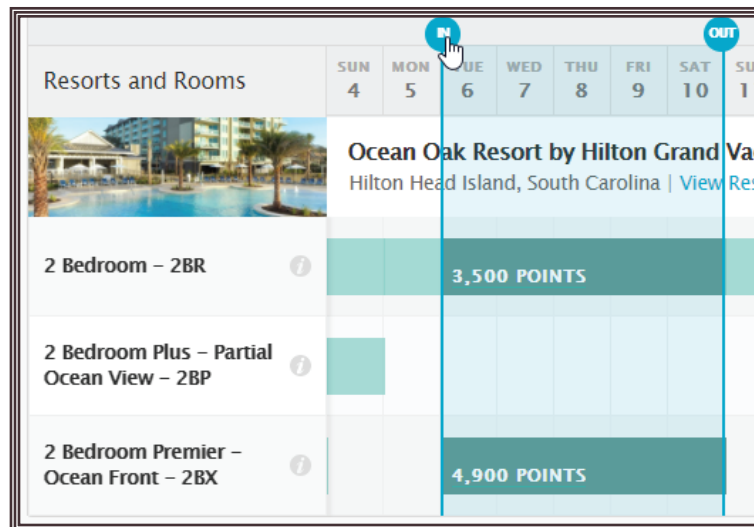 IN OUT
Resorts and Rooms
SUN MON TUE WED THU FRI SAT SU
4 5 6 7 8 9 10 1
Ocean Oak Resort by Hilton Grand Va
Hilton Head Island, South Carolina | View Res
2 Bedroom – 2BR
3,500 POINTS
2 Bedroom Plus – Partial
Ocean View – 2BP
2 Bedroom Premier –
Ocean Front – 2BX
4,900 POINTS